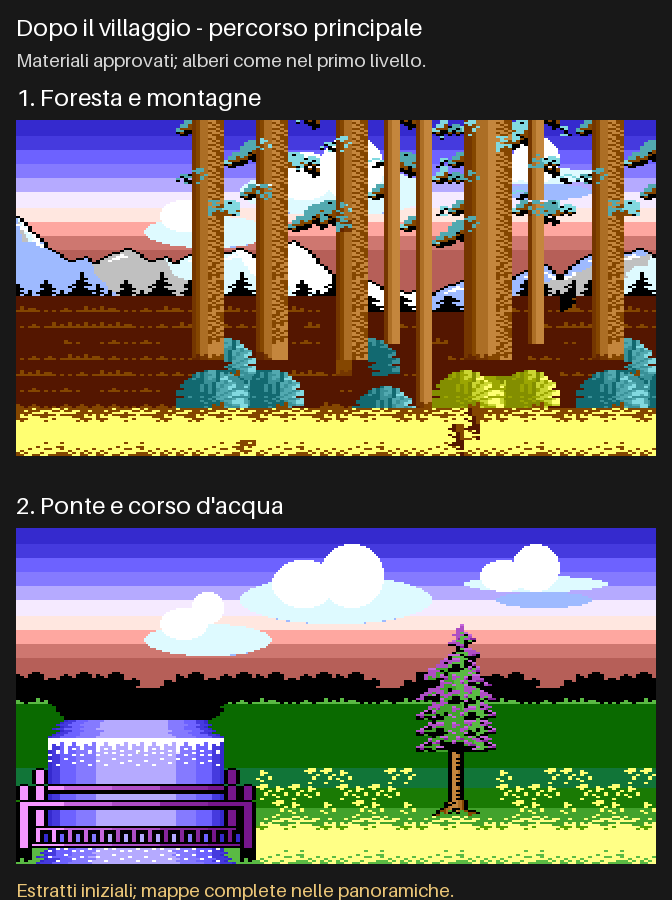 Dopo il villaggio - percorso principale
Materiali approvati; alberi come nel primo livello.
1. Foresta e montagne
2. Ponte e corso d'acqua
Estratti iniziali; mappe complete nelle panoramiche.